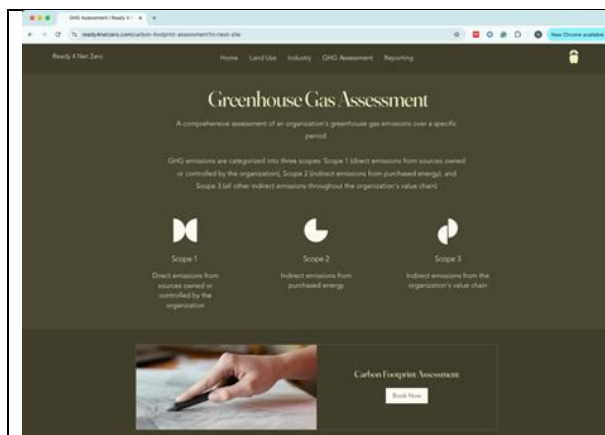 GHG Assessment | Ready 4
ready4netzero.com/carbon-footprint-assessment
New Chrome available
Ready 4 Net Zero
Home Land Use Industry GHG Assessment Reporting
Greenhouse Gas Assessment
A comprehensive assessment of an organization's greenhouse gas emissions over a specific
period.
GHG emissions are categorized into three scopes: Scope 1 (direct emissions from sources owned
or controlled by the organization), Scope 2 (indirect emissions from purchased energy), and
Scope 3 (all other indirect emissions throughout the organization's value chain)
Scope 1 Scope 2 Scope 3
Direct emissions from
sources owned or
controlled by the
organization
Indirect emissions from
purchased energy
Indirect emissions from the
organization's value chain
Carbon Footprint Assessment
Book Now